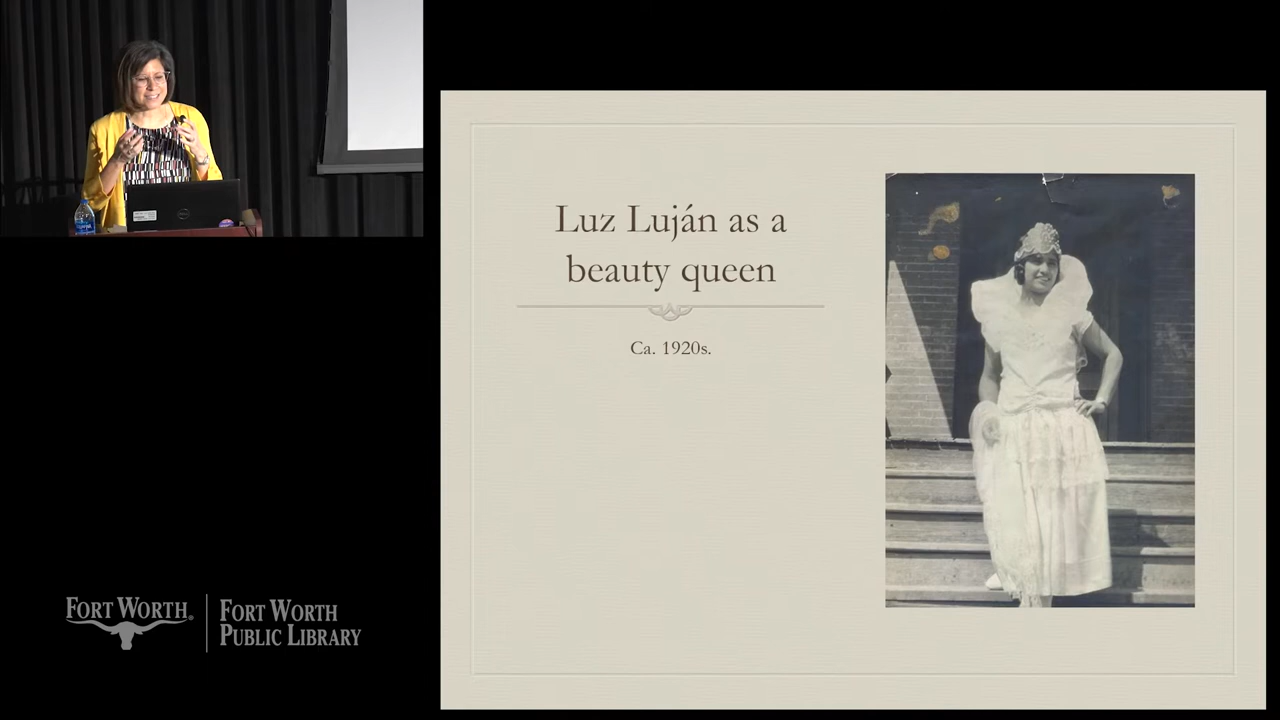 Luz Luján as a
beauty queen
Ca. 1920s.
FORT WORTH®
FORT WORTH
PUBLIC LIBRARY